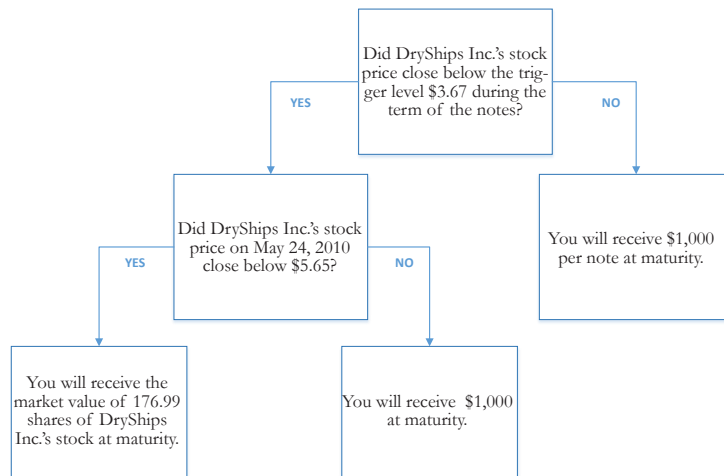 Did DryShips Inc.'s stock
price close below the trig-
ger level $3.67 during the
term of the notes?
YES
NO
Did DryShips Inc.'s stock
price on May 24, 2010
close below $5.65?
You will receive $1,000
per note at maturity.
YES
NO
You will receive the
market value of 176.99
shares of DryShips
Inc.'s stock at maturity.
You will receive $1,000
at maturity.